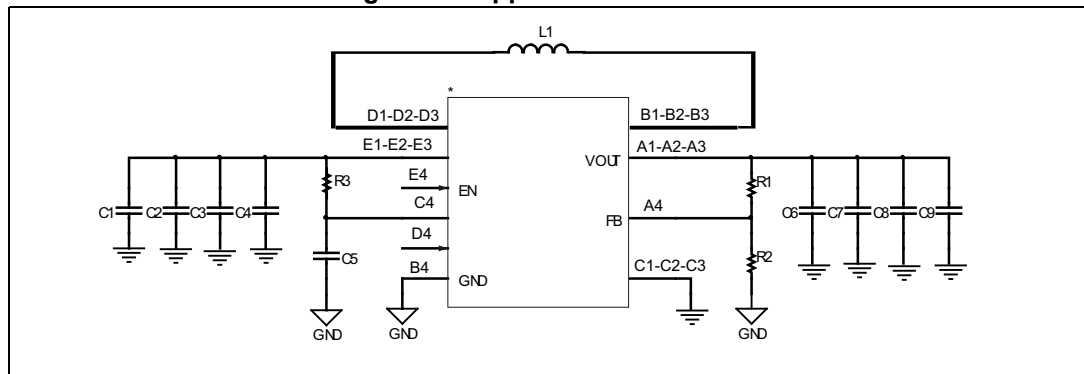 L1
*
D1-D2-D3
B1-B2-B3
E1-E2-E3
VOUT
A1-A2-A3
E4
EN
R3
R1
C4
FB
A4
C1
C2
C3
C4
C6
C7
C8
C9
D4
C5
R2
B4
GND
C1-C2-C3
GND
GND
GND